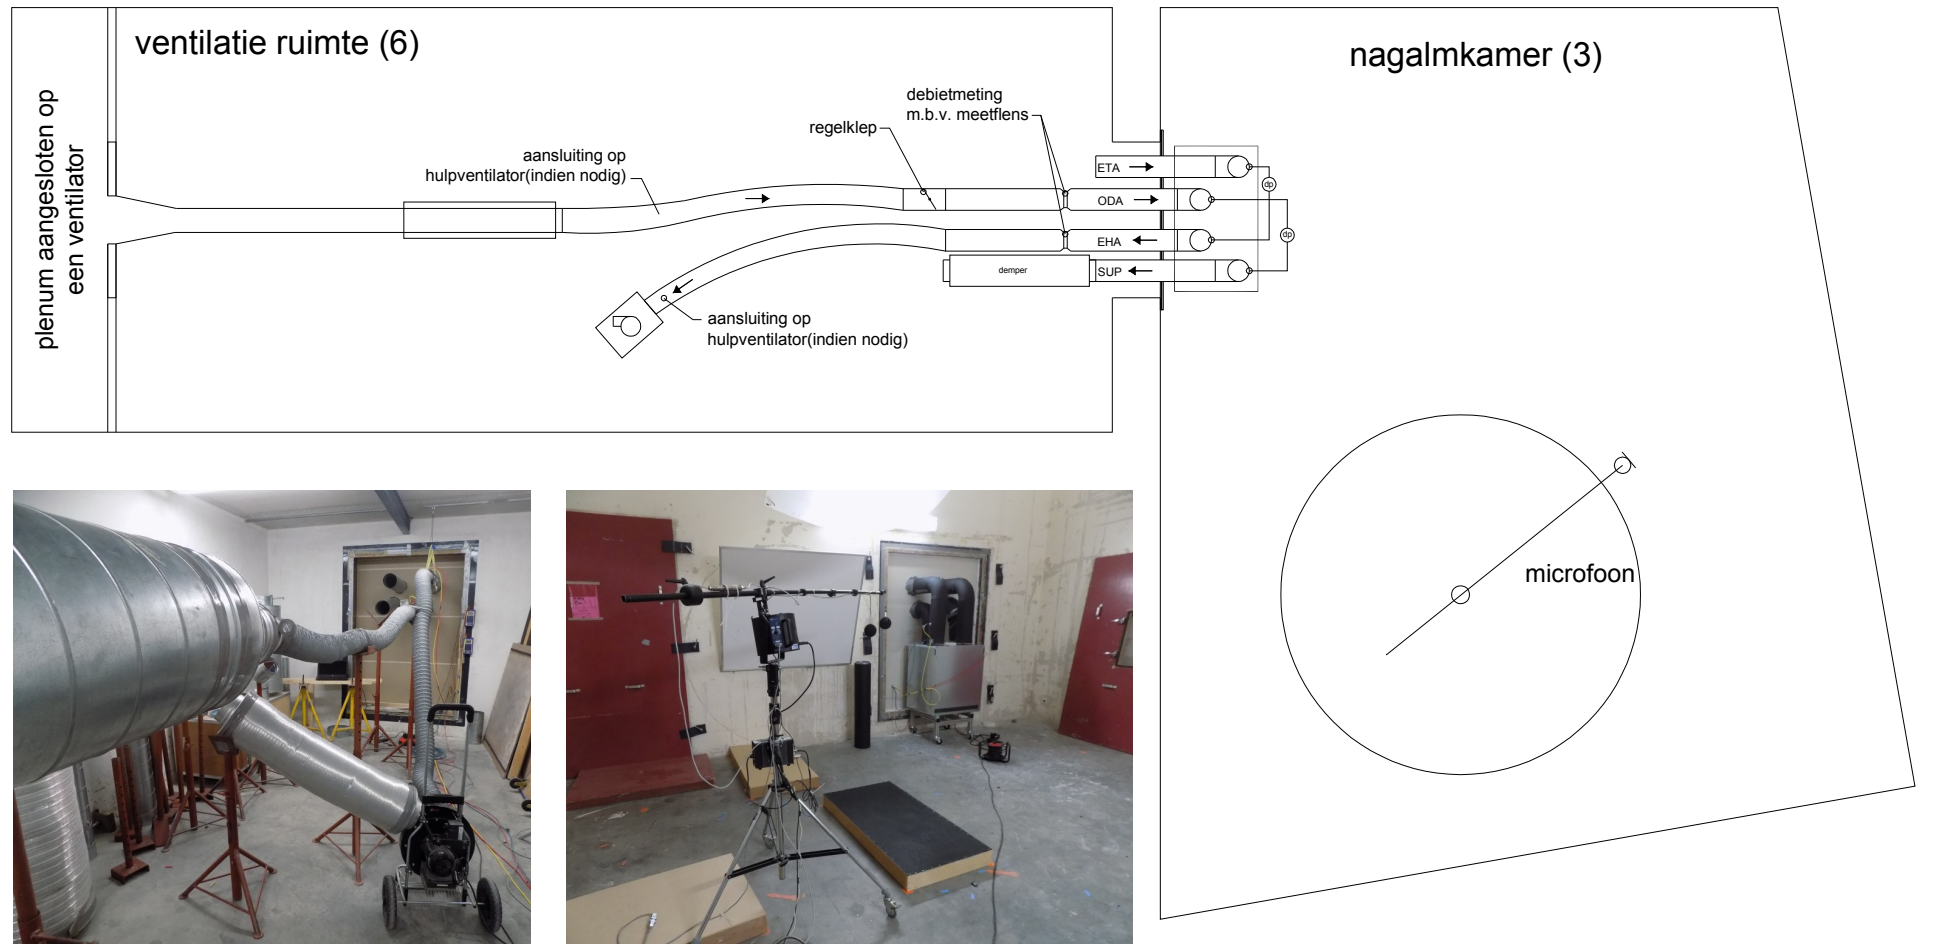 ventilatie ruimte (6)
nagalmkamer (3)
plenum aangesloten op
een ventilator
debietmeting
m.b.v. meetflens
regelklep
aansluiting op
hulpventilator(indien nodig)
ETA
ODA
EHA
SUP
dp
dp
demper
aansluiting op
hulpventilator(indien nodig)
microfoon